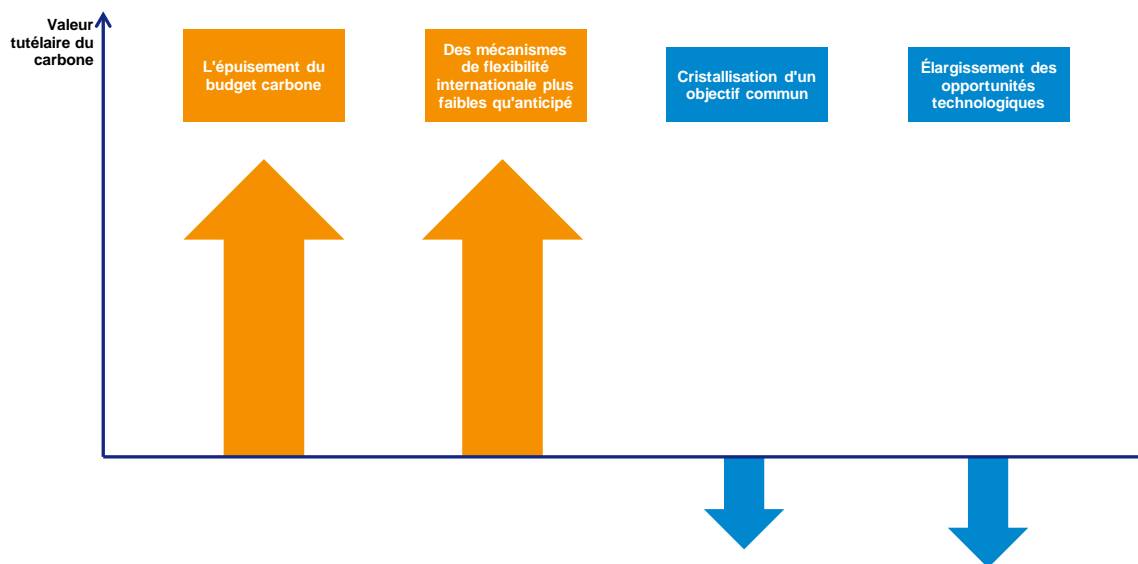 Valeur
tutélaire du
carbone
L'épuisement du
budget carbone
Des mécanismes
de flexibilité
internationale plus
faibles qu'anticipé
Cristallisation d'un
objectif commun
Élargissement des
opportunités
technologiques